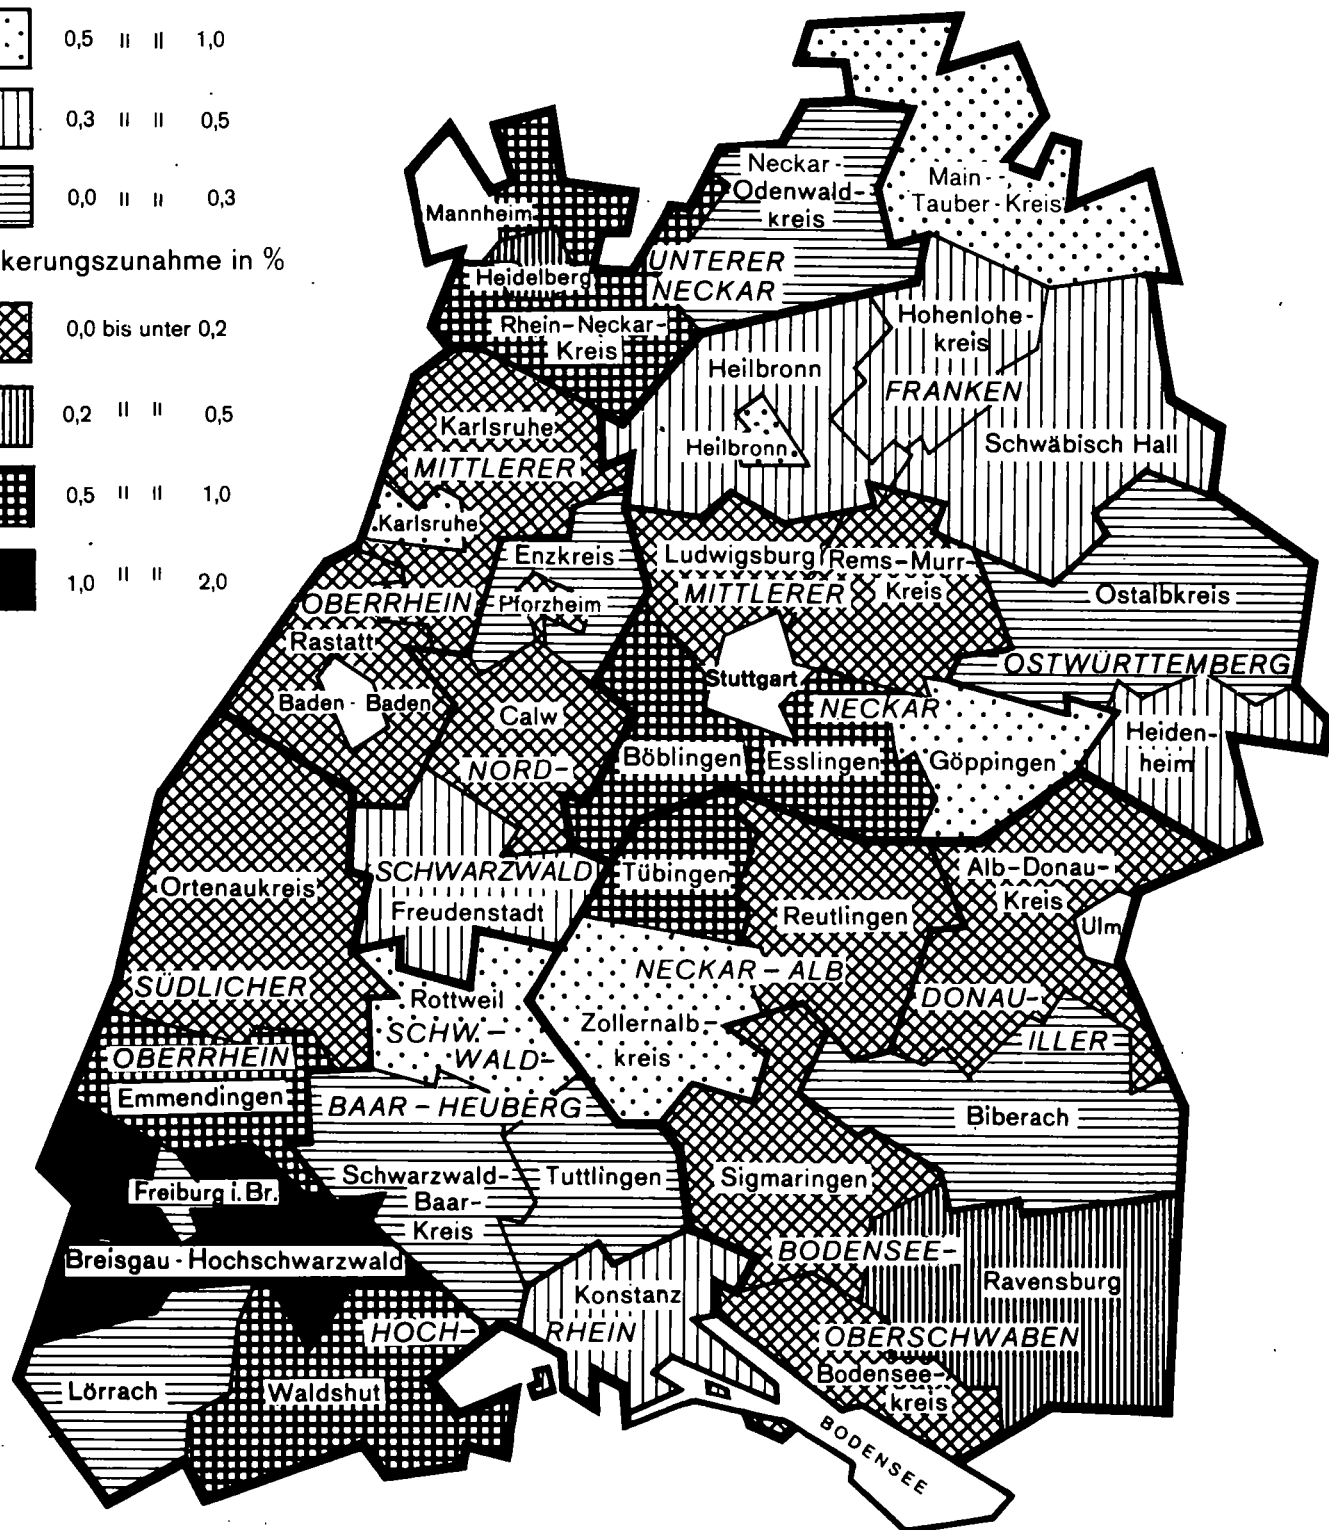 0,5 " " 1,0
0,3 " " 0,5
0,0 " " 0,3
kerungszunahme in %
0,0 bis unter 0,2
0,2 " " 0,5
0,5 " " 1,0
1,0 " " 2,0
Neckar-
Odenwald-
kreis
Main-
Tauber-Kreis
Mannheim
UNTERER
NECKAR
Heidelberg
Rhein-Neckar-
Kreis
Hohenlohe-
kreis
Heilbronn
FRANKEN
Karlsruhe
MITTLERER
Heilbronn
Schwäbisch Hall
Karlsruhe
Enzkreis
Ludwigsburg
Rems-Murr-
Kreis
MITTLERER
OBERRHEIN
Pforzheim
Ostalbkreis
Rastatt
OSTWÜRTTEMBERG
Stuttgart
Baden-Baden
Calw
NECKAR
NORD-
Böblingen
Esslingen
Göppingen
Heiden-
heim
SCHWARZWALD
Tübingen
Alb-Donau-
Kreis
Ortenaukreis
Freudenstadt
Reutlingen
Ulm
SÜDLICHER
NECKAR-ALB
Rottweil
DONAU-
SCHW.-
WALD-
Zollernalb-
kreis
ILLER
OBERRHEIN
Emmendingen
BAAR-HEUBERG
Biberach
Schwarzwald-
Baar-
Kreis
Tuttlingen
Sigmaringen
Freiburg i. Br.
Breisgau-Hochschwarzwald
BODENSEE-
Ravensburg
Konstanz
HOCH-
RHEIN
OBERSCHWABEN
Lörrach
Waldshut
Bodensee-
kreis
BODENSEE